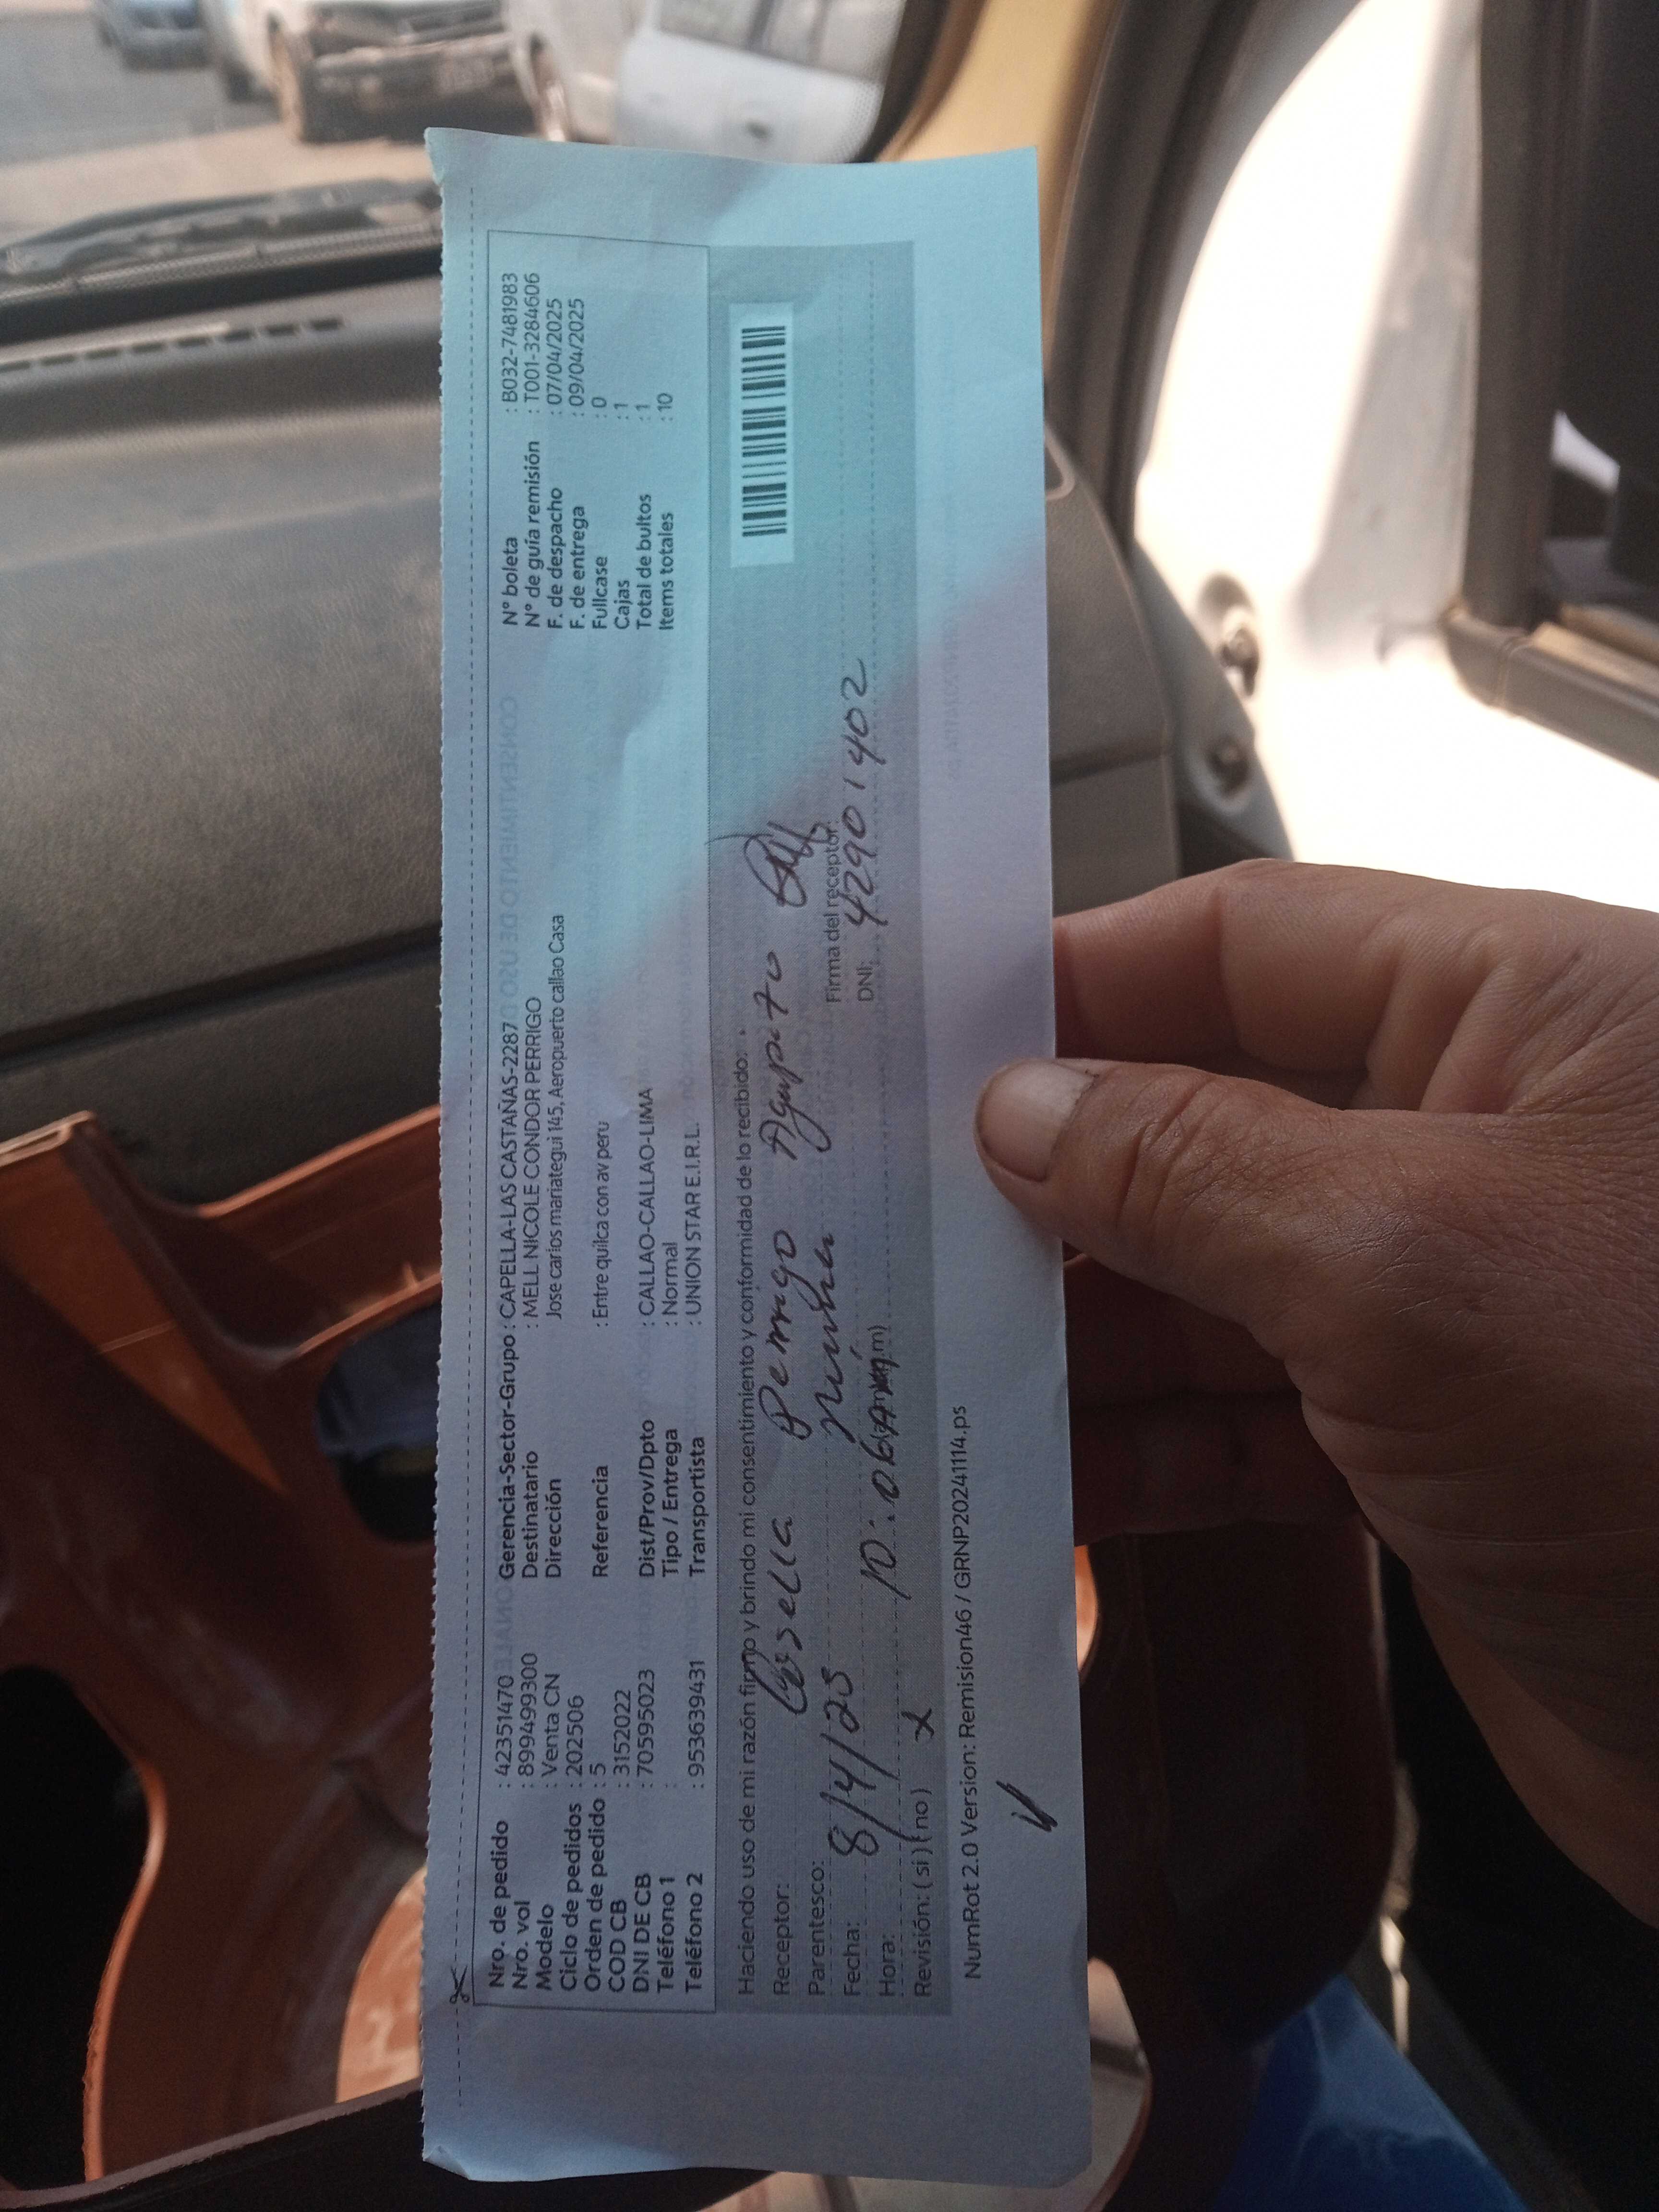 Nro. de pedido : 42351470 Gerencia-Sector-Grupo : CAPELLA-LAS CASTAÑAS-2287 N° boleta : B032-7481983
Nro. vol : 899499300 Destinatario : MELL NICOLE CONDOR PERRIGO N° de guía remisión : T001-3284606
Modelo : Venta CN Dirección Jose carlos mariategui 145, Aeropuerto callao Casa F. de despacho : 07/04/2025
Ciclo de pedidos : 202506 F. de entrega : 09/04/2025
Orden de pedido : 5 Referencia : Entre quilca con av peru Fullcase : 0
COD CB : 3152022 Cajas : 1
DNI DE CB : 70595023 Dist/Prov/Dpto : CALLAO-CALLAO-LIMA Total de bultos : 1
Teléfono 1 : Tipo / Entrega : Normal Items totales : 10
Teléfono 2 : 953639431 Transportista : UNION STAR E.I.R.L.
Haciendo uso de mi razón firmo y brindo mi consentimiento y conformidad de lo recibido:
Receptor: Perrigo Agapito
Parentesco: Firma del receptor:
Fecha: 8/4/25 DNI: 42901402
Hora: 10:06
Revisión: ( si ) ( no ) x
NumRot 2.0 Version: Remision46 / GRNP20241114.ps